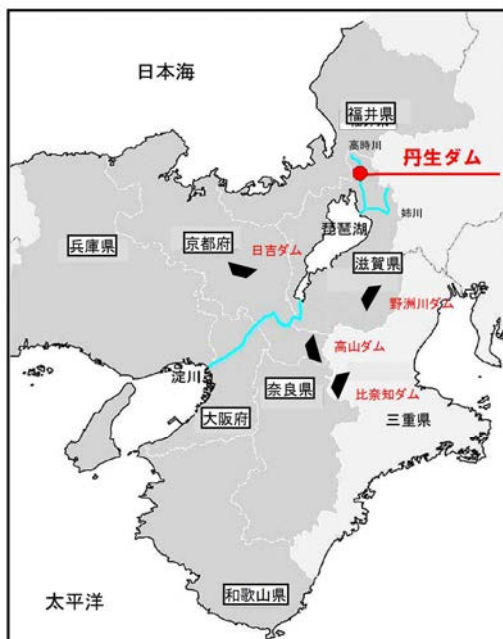 日本海
福井県
高時川
丹生ダム
姉川
琵琶湖
兵庫県
京都府
日吉ダム
滋賀県
野洲川ダム
高山ダム
淀川
奈良県
比奈知ダム
大阪府
三重県
太平洋
和歌山県